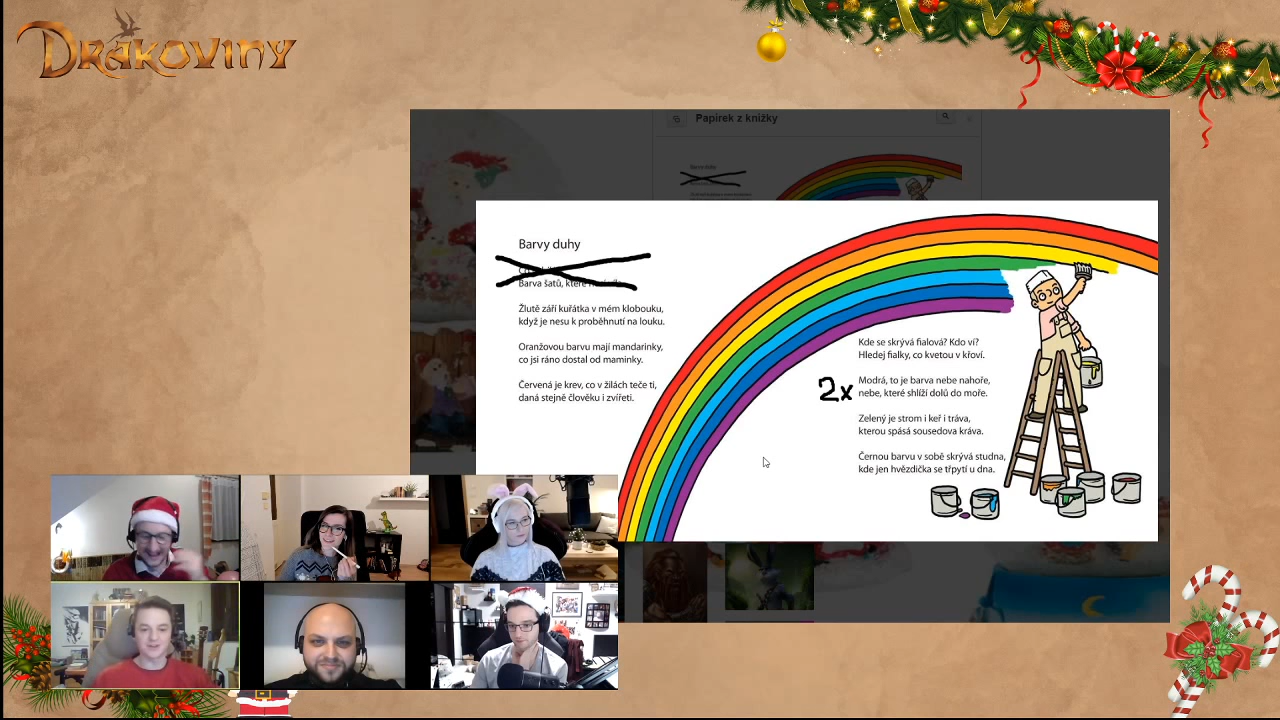 DRAKOVINY
Papírek z knížky
Barvy duhy
Barva šatů, které
Žlutě září kuřátka v mém klobouku,
když je nesu k proběhnutí na louku.
Oranžovou barvu mají mandarinky,
co jsi ráno dostal od maminky.
Červená je krev, co v žilách teče ti,
daná stejně člověku i zvířeti.
Kde se skrývá fialová? Kdo ví?
Hledej fialky, co kvetou v křoví.
2x
Modrá, to je barva nebe nahoře,
nebe, které shlíží dolů do moře.
Zelený je strom i keř i tráva,
kterou spásá sousedova kráva.
Černou barvu v sobě skrývá studna,
kde jen hvězdička se třpytí u dna.